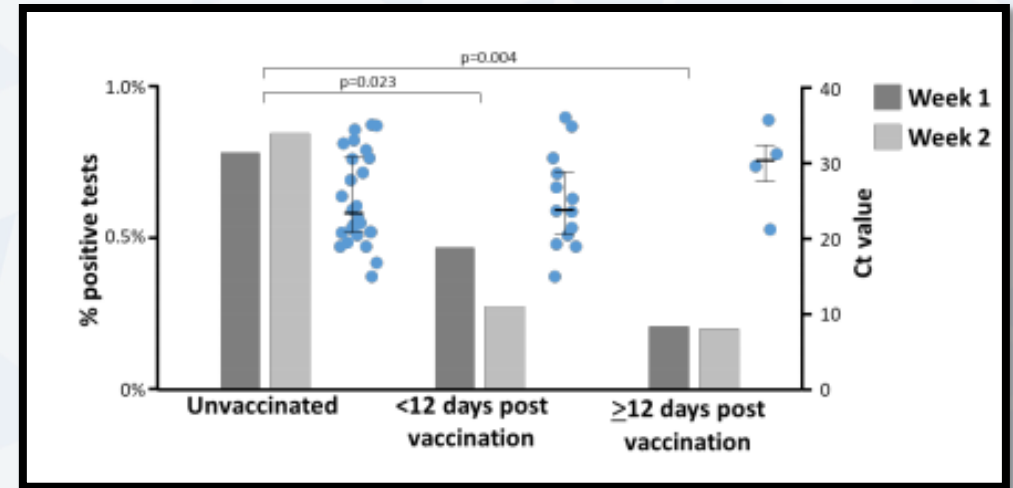 p=0.004
p=0.023
1.0%
0.5%
0%
% positive tests
40
30
20
10
0
Ct value
Week 1
Week 2
Unvaccinated
<12 days post
vaccination
≥12 days post
vaccination